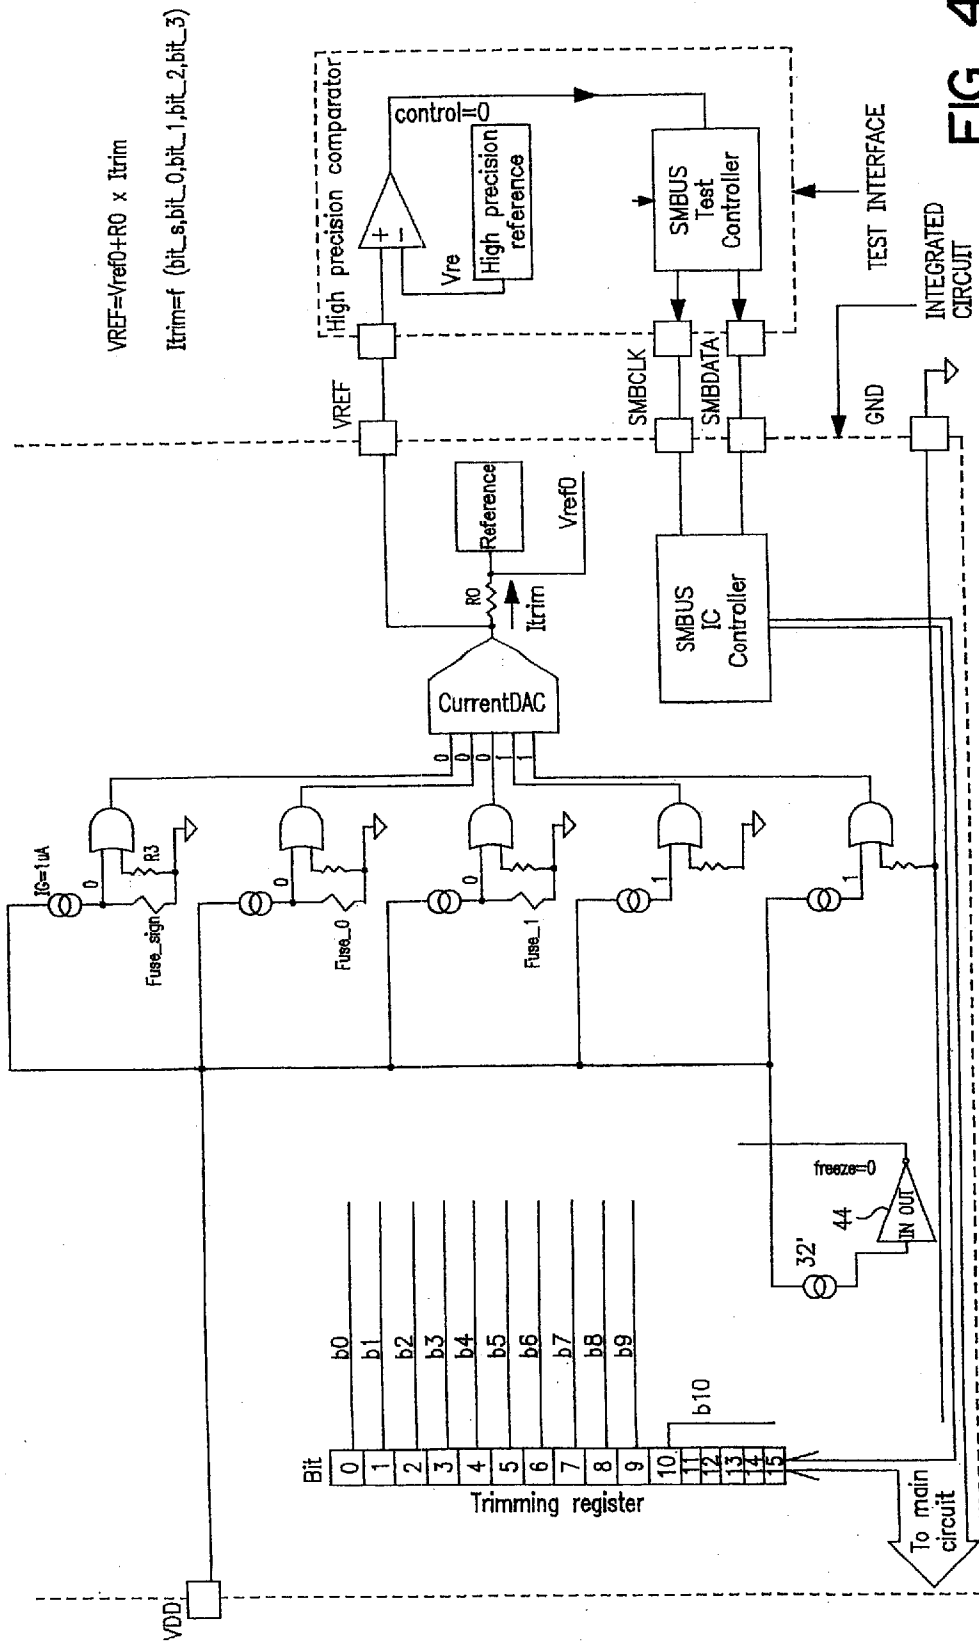 VREF=Vref0+R0 x Itrim
Itrim=f (bit_s,bit_0,bit_1,bit_2,bit_3)
High precision comparator
control=0
+
−
Vre
High precision
reference
SMBUS
Test
Controller
TEST INTERFACE
INTEGRATED
CIRCUIT
VREF
SMBCLK
SMBDATA
GND
Reference
Vref0
R0
Itrim
SMBUS
IC
Controller
CurrentDAC
0
0
0
1
1
IG=1uA
0
R3
Fuse_sign
0
Fuse_0
0
Fuse_1
1
1
freeze=0
44
IN OUT
32'
b0
b1
b2
b3
b4
b5
b6
b7
b8
b9
b10
Bit
0
1
2
3
4
5
6
7
8
9
10
11
12
13
14
15
Trimming register
To main
circuit
VDD
FIG 4